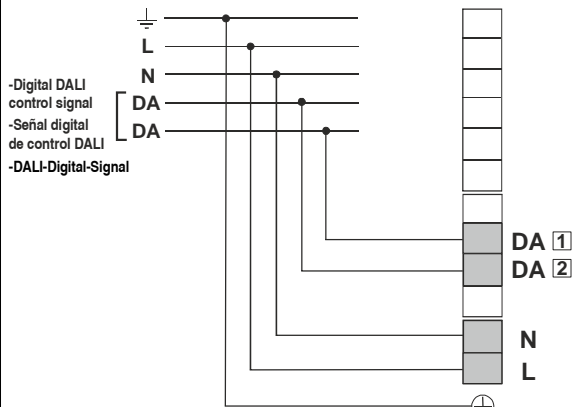 L
N
-Digital DALI
control signal
DA
-Señal digital
de control DALI
DA
-DALI-Digital-Signal
DA 1
DA 2
N
L